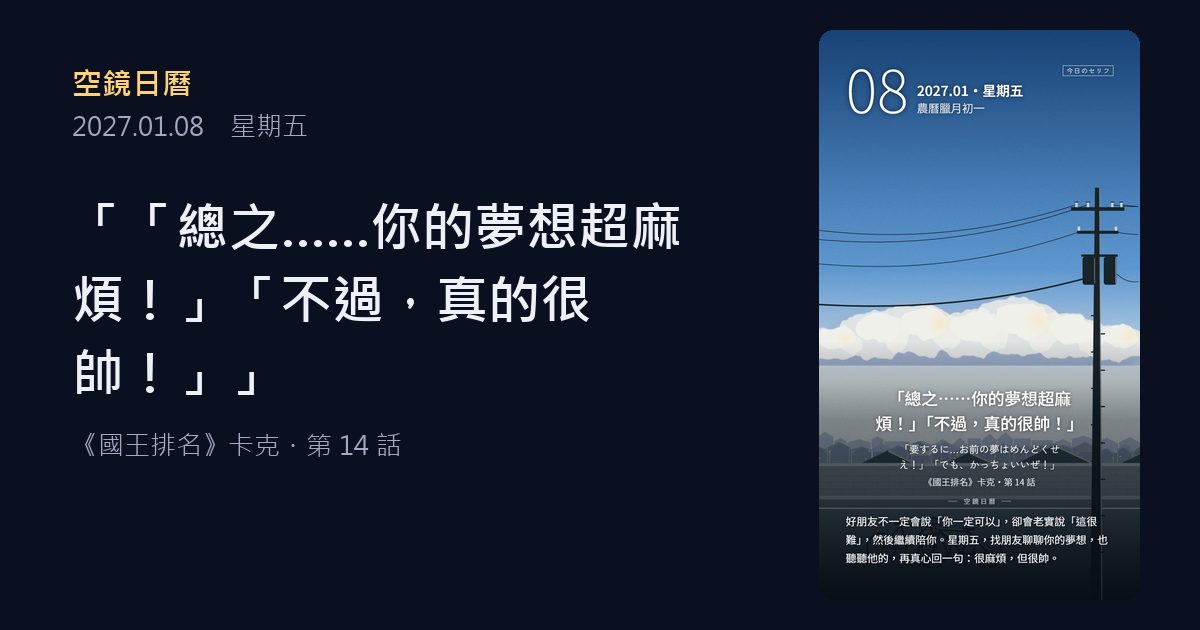 空鏡日曆
2027.01.08 星期五
「「總之……你的夢想超麻
煩！」「不過，真的很
帥！」」
《國王排名》卡克・第 14 話
08
2027.01・星期五
農曆臘月初一
今日のセリフ
「總之……你的夢想超麻
煩！」「不過，真的很帥！」
「要するに…お前の夢はめんどくせ
え！」「でも、かっちょいいぜ！」
《國王排名》卡克・第 14 話
— 空鏡日曆 —
好朋友不一定會說「你一定可以」，卻會老實說「這很
難」，然後繼續陪你。星期五，找朋友聊聊你的夢想，也
聽聽他的，再真心回一句：很麻煩，但很帥。